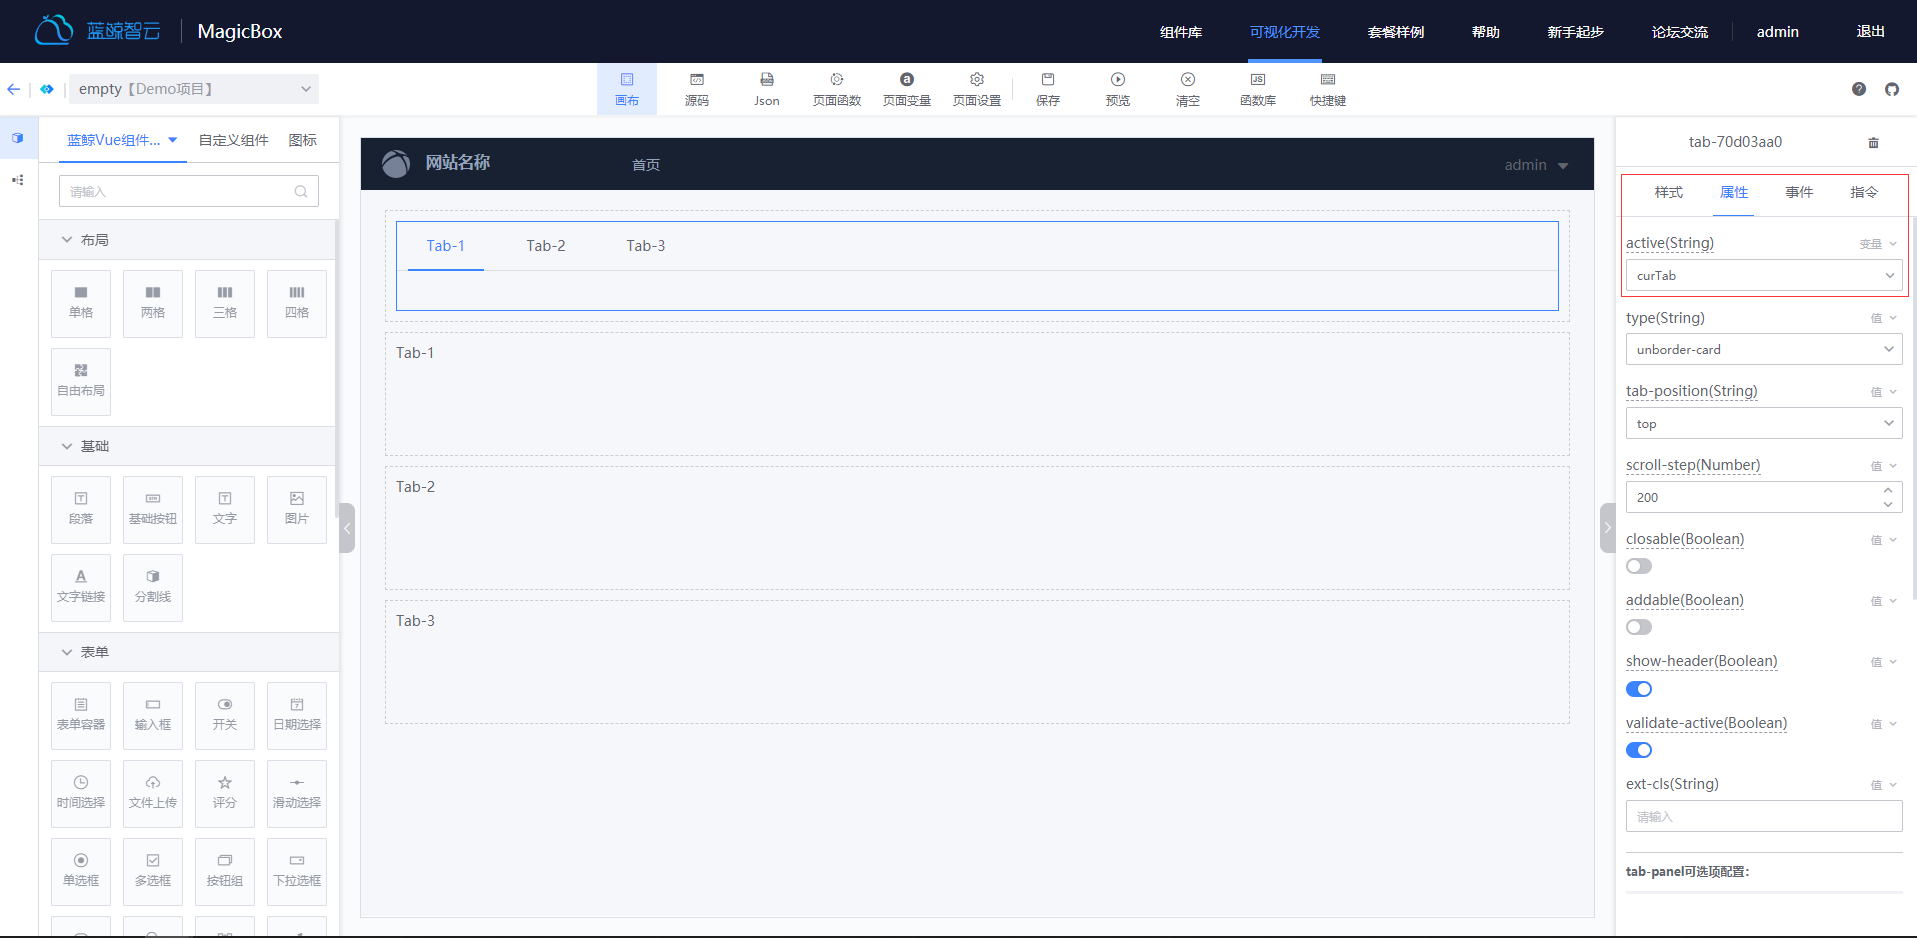 蓝鲸智云 MagicBox 组件库 可视化开发 套餐样例 帮助 新手起步 论坛交流 admin 退出
empty【Demo项目】 画布 源码 Json 页面函数 页面变量 页面设置 保存 预览 清空 函数库 快捷键
蓝鲸Vue组件... 自定义组件 图标
请输入
布局
单格 两格 三格 四格
自由布局
基础
段落 基础按钮 文字 图片
文字链接 分割线
表单
表单容器 输入框 开关 日期选择
时间选择 文件上传 评分 滑动选择
单选框 多选框 按钮组 下拉选框
网站名称 首页 admin
Tab-1 Tab-2 Tab-3
Tab-1
Tab-2
Tab-3
tab-70d03aa0
样式 属性 事件 指令
active(String) 变量
curTab
type(String) 值
unborder-card
tab-position(String) 值
top
scroll-step(Number) 值
200
closable(Boolean) 值
addable(Boolean) 值
show-header(Boolean) 值
validate-active(Boolean) 值
ext-cls(String) 值
请输入
tab-panel可选项配置：